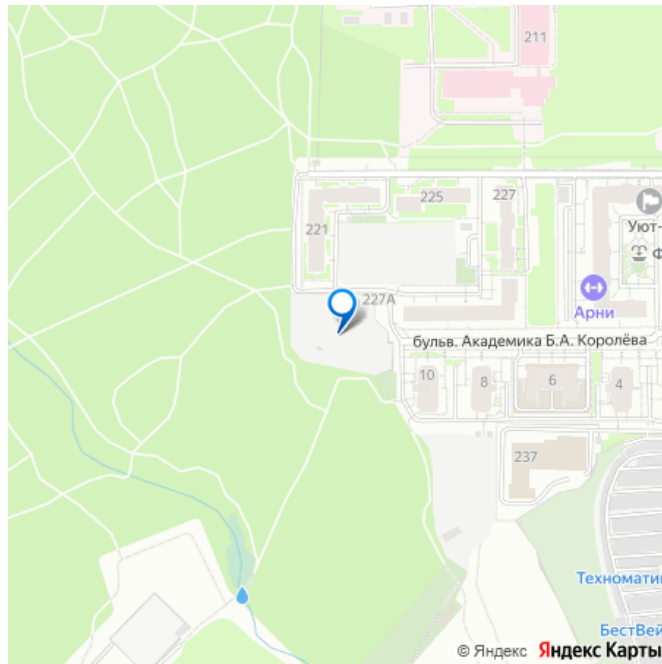 211
225
227
221
Уют-
Ф
227А
Арни
бульв. Академика Б.А. Королёва
10
8
6
4
237
Техномати
БестВей
© Яндекс Яндекс Карты